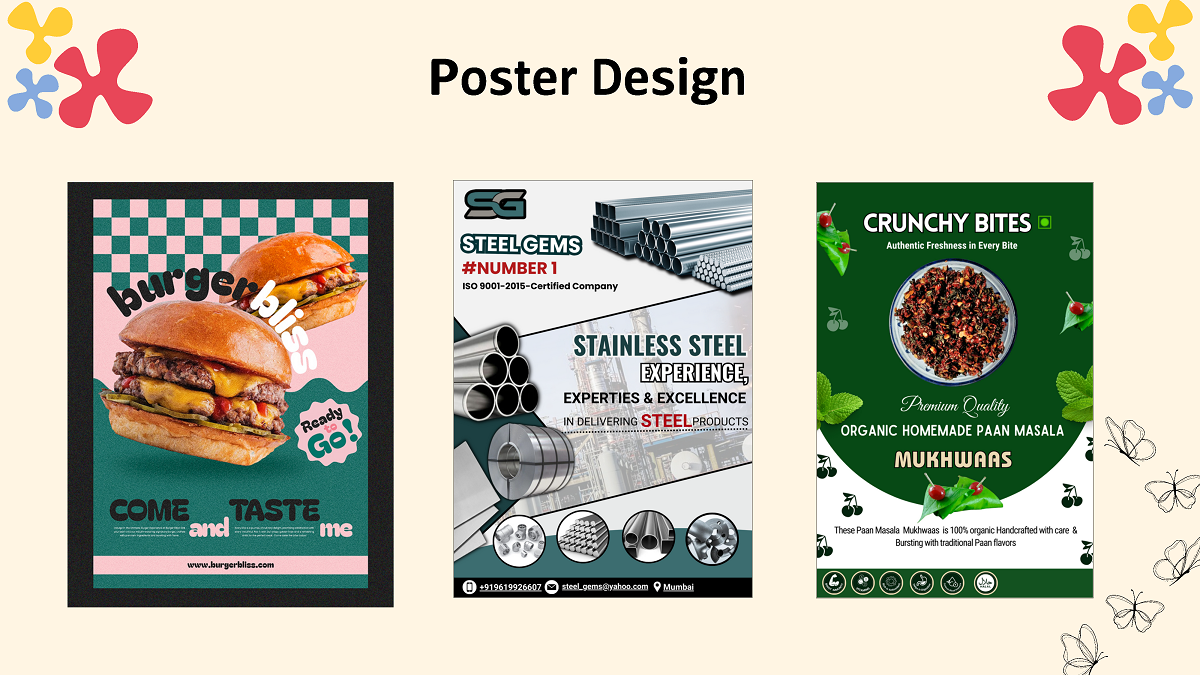 Poster Design
burgerbliss
Ready
to
Go!
COME and TASTE me
www.burgerbliss.com
SG
STEEL GEMS
#NUMBER 1
ISO 9001-2015-Certified Company
STAINLESS STEEL
EXPERIENCE,
EXPERTIES & EXCELLENCE
IN DELIVERING STEEL PRODUCTS
+919619926607 steel_gems@yahoo.com Mumbai
CRUNCHY BITES
Authentic Freshness in Every Bite
Premium Quality
ORGANIC HOMEMADE PAAN MASALA
MUKHWAAS
These Paan Masala Mukhwaas is 100% organic Handcrafted with care &
Bursting with traditional Paan flavors
HALAL